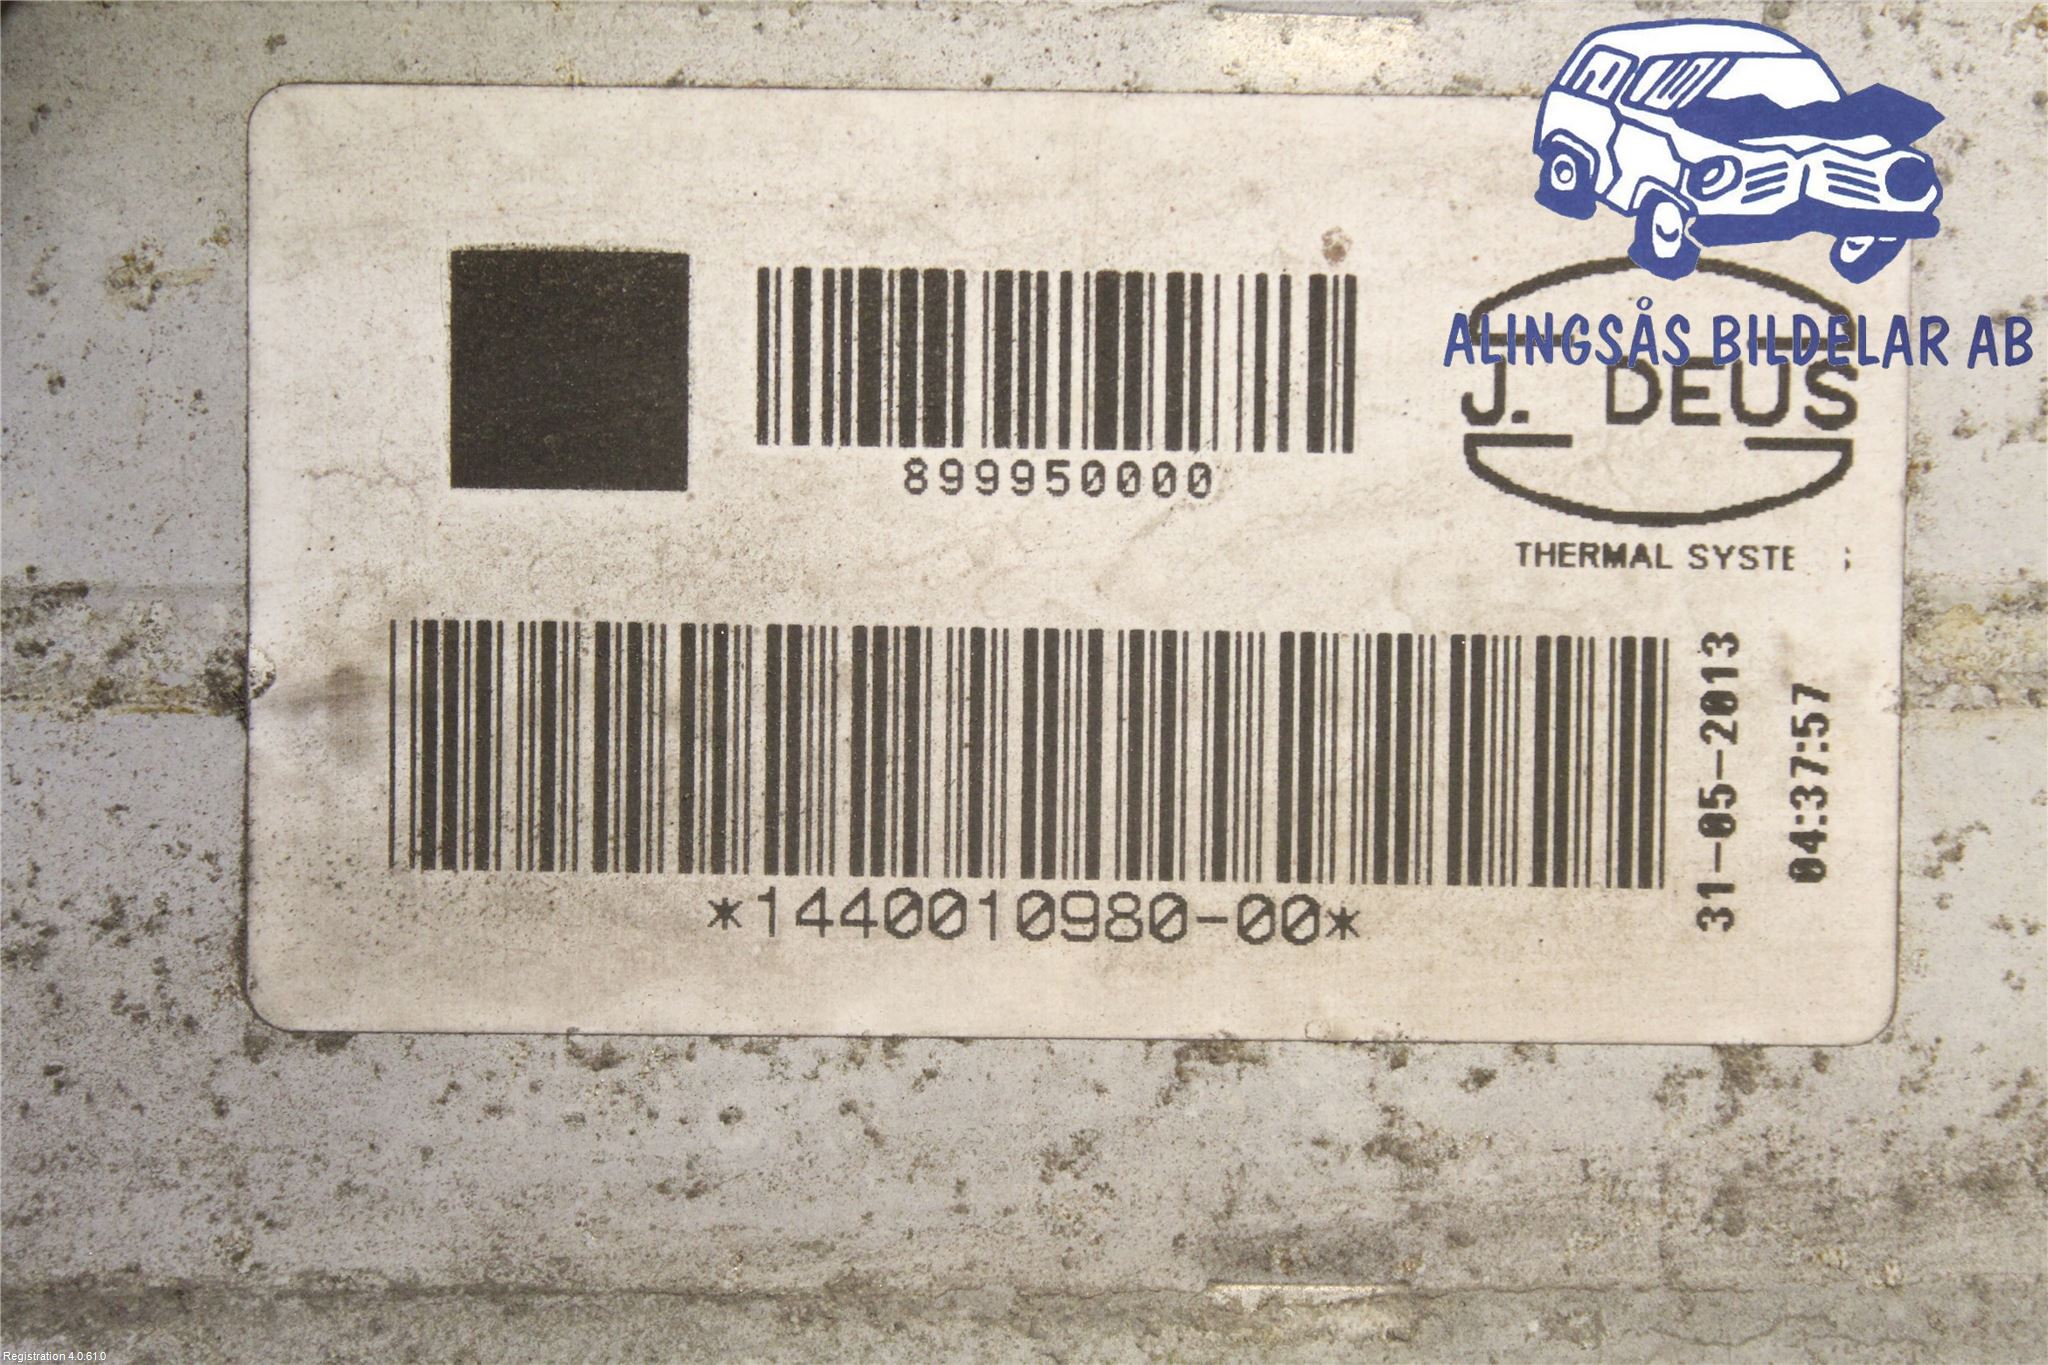 ALINGSÅS BILDELAR AB
J. DEUS
899950000
THERMAL
*1440010980-00*
31-05-2013
04:37:57
Registration 4.0.61.0